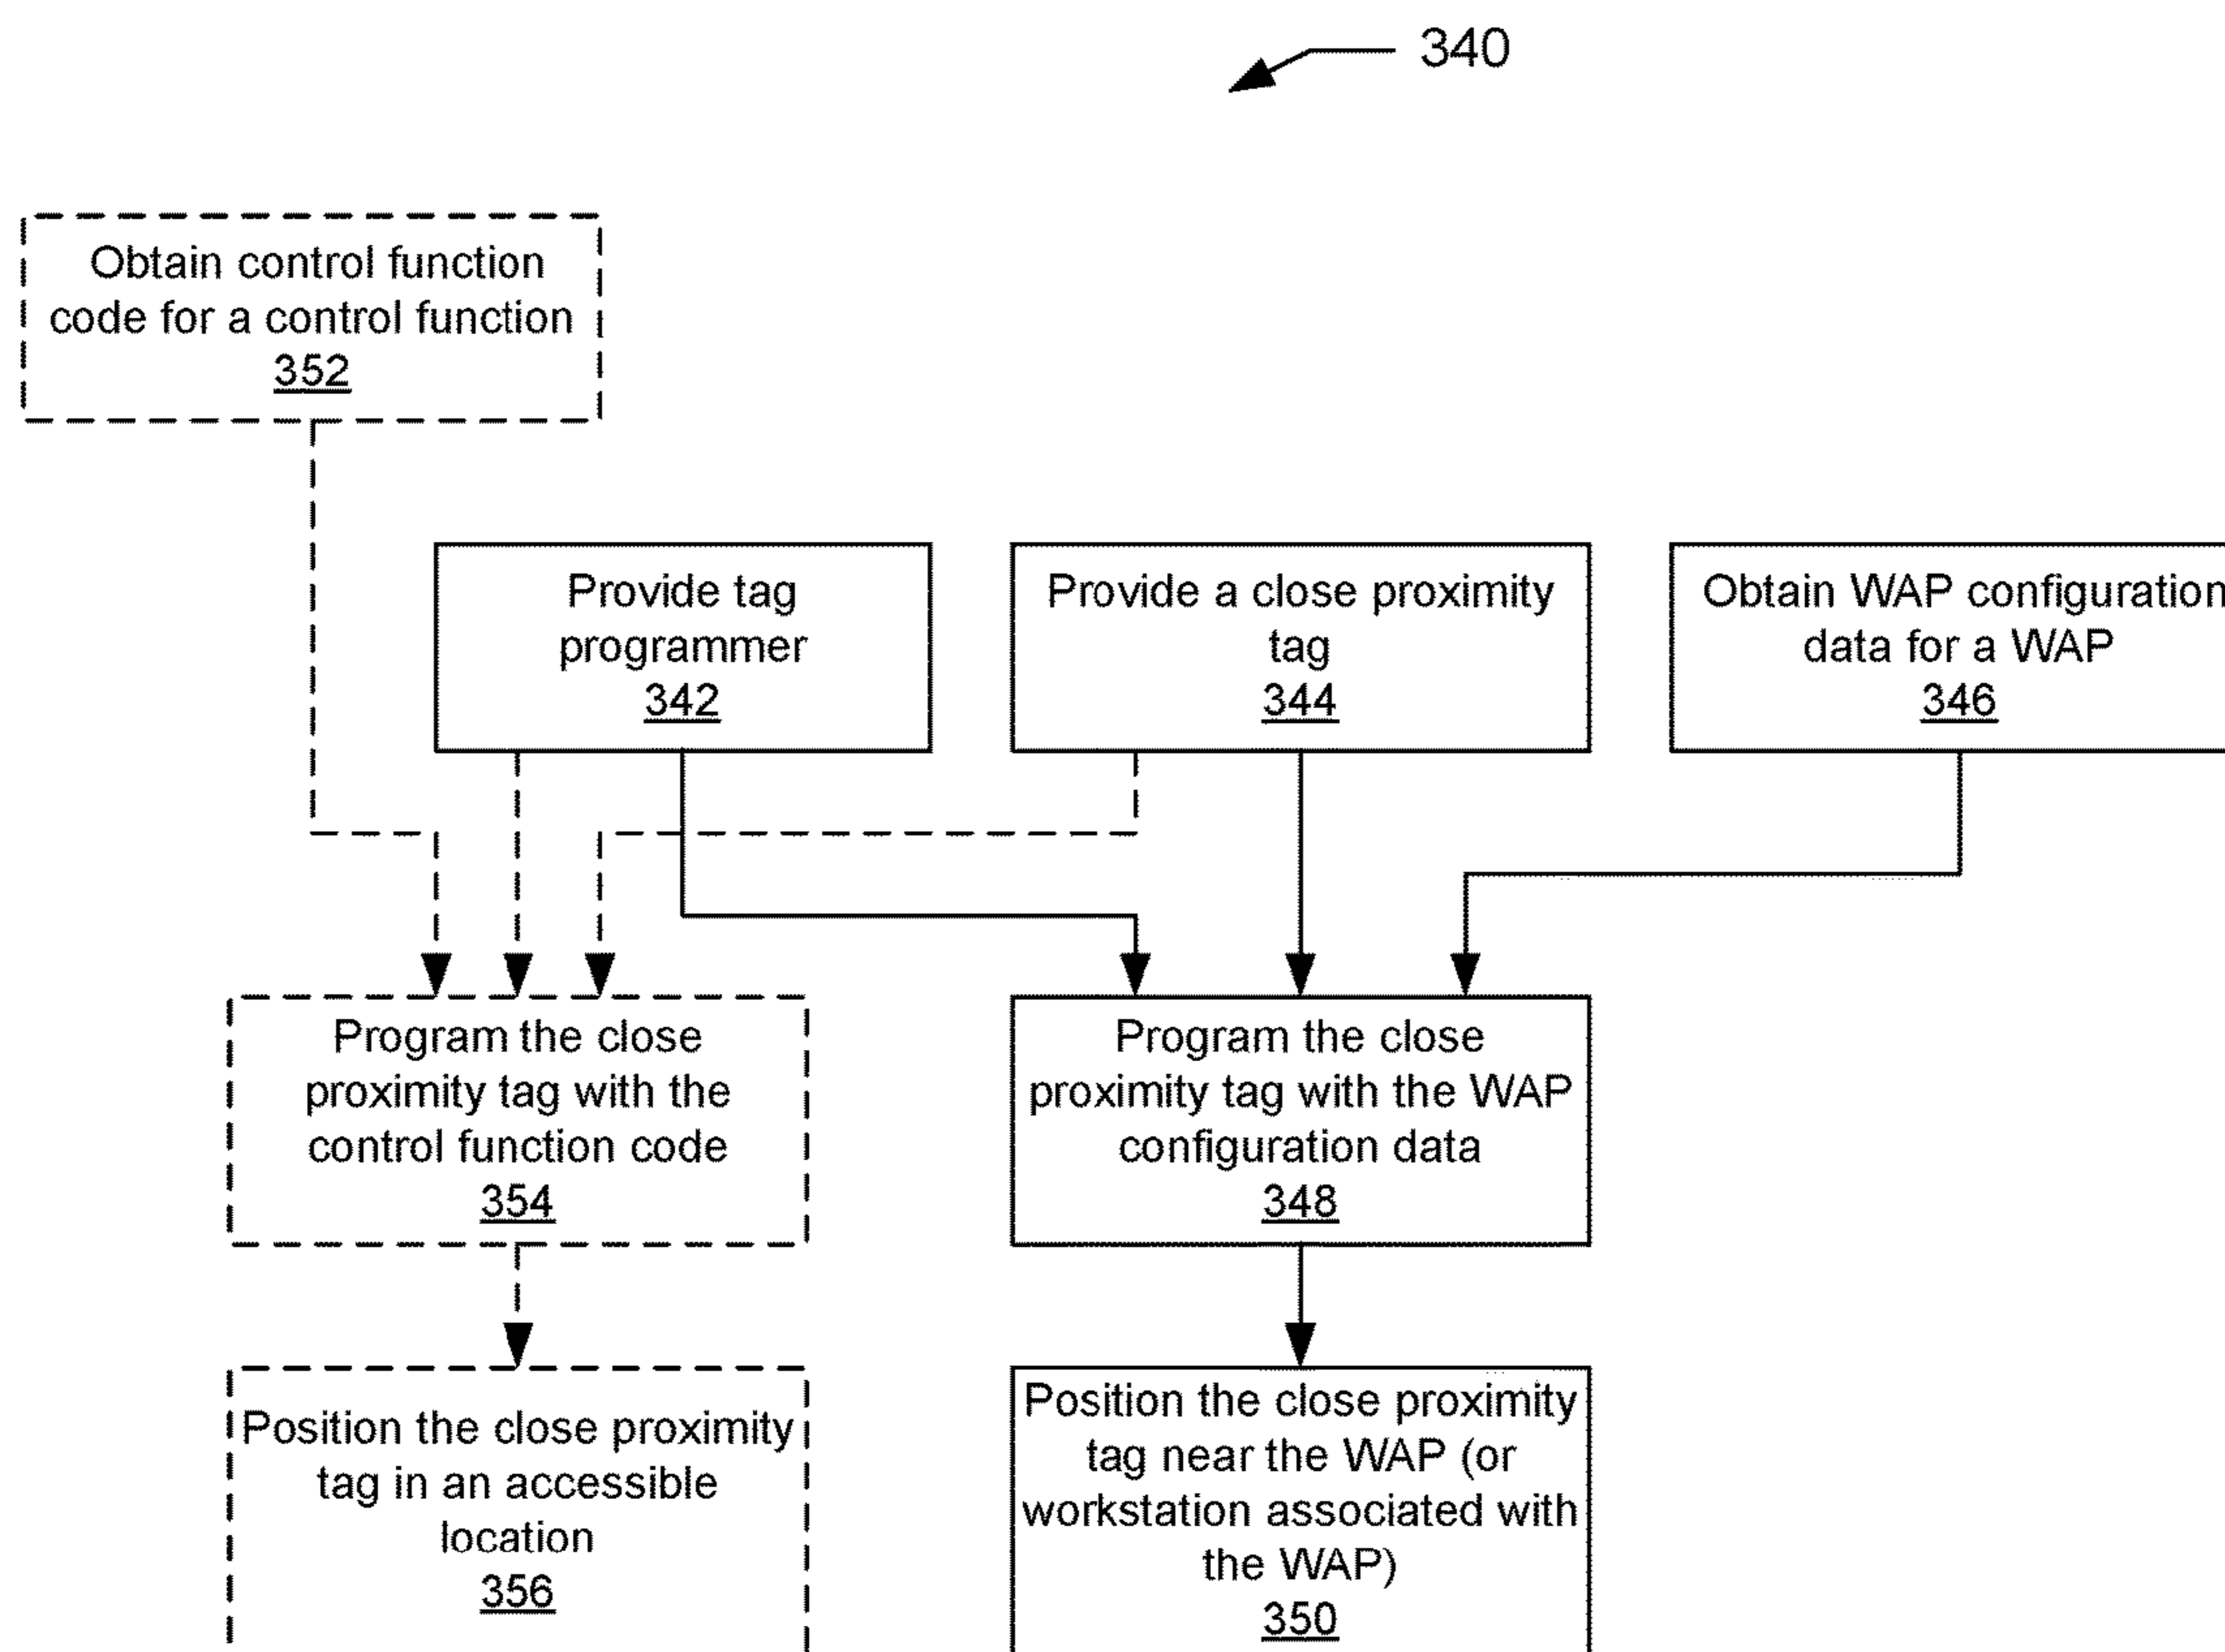 340
Obtain control function
code for a control function
352
Provide tag
programmer
342
Provide a close proximity
tag
344
Obtain WAP configuration
data for a WAP
346
Program the close
proximity tag with the
control function code
354
Program the close
proximity tag with the WAP
configuration data
348
Position the close proximity
tag in an accessible
location
356
Position the close proximity
tag near the WAP (or
workstation associated with
the WAP)
350